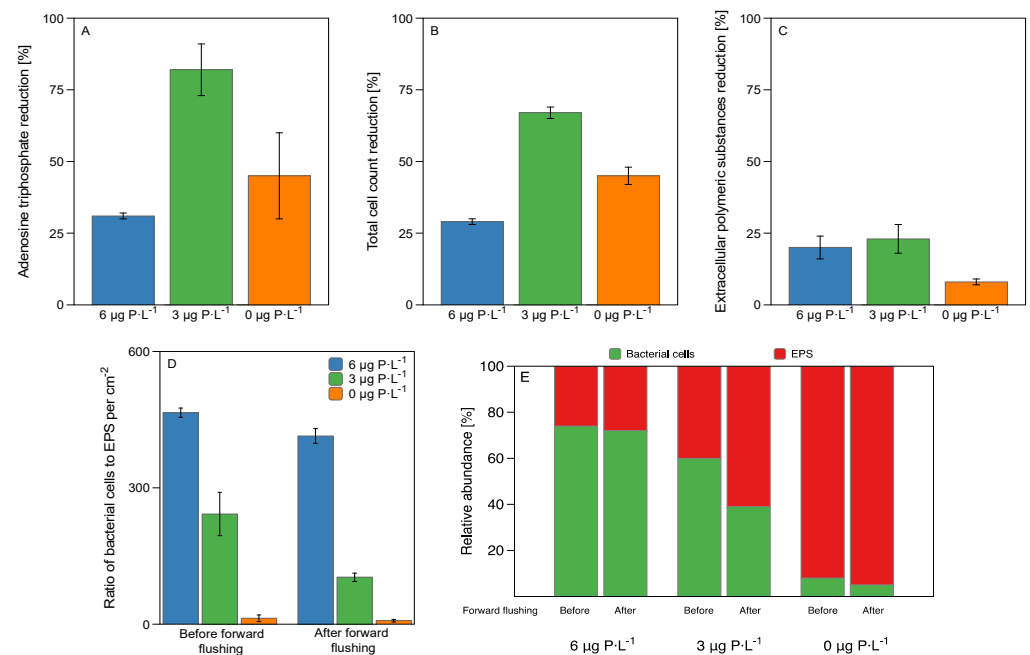 A
Adenosine triphosphate reduction [%]
100
75
50
25
0
6 µg P·L⁻¹ 3 µg P·L⁻¹ 0 µg P·L⁻¹
B
Total cell count reduction [%]
100
75
50
25
0
6 µg P·L⁻¹ 3 µg P·L⁻¹ 0 µg P·L⁻¹
C
Extracellular polymeric substances reduction [%]
100
75
50
25
0
6 µg P·L⁻¹ 3 µg P·L⁻¹ 0 µg P·L⁻¹
D
Ratio of bacterial cells to EPS per cm⁻²
600
300
0
6 µg P·L⁻¹
3 µg P·L⁻¹
0 µg P·L⁻¹
Before forward
flushing
After forward
flushing
Bacterial cells EPS
E
Relative abundance [%]
100
80
60
40
20
Forward flushing Before After Before After Before After
6 µg P·L⁻¹ 3 µg P·L⁻¹ 0 µg P·L⁻¹